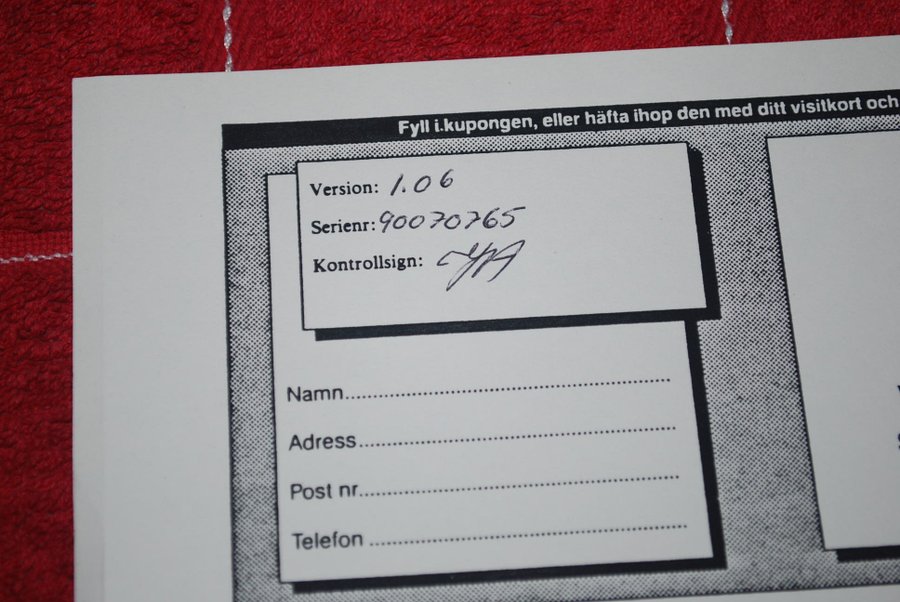 Fyll i.kupongen, eller häfta ihop den med ditt visitkort och
Version: 1.06
Serienr: 90070765
Kontrollsign:
Namn
Adress
Post nr.
Telefon